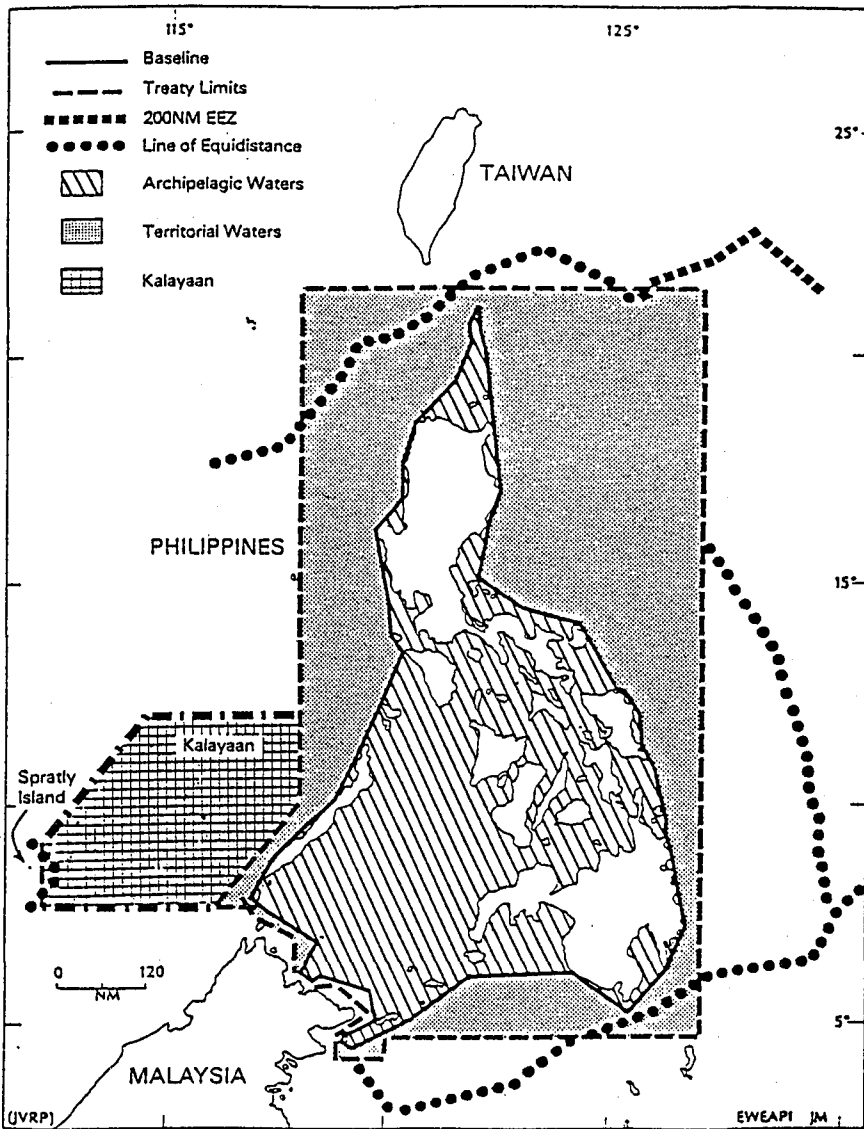 115°
125°
Baseline
Treaty Limits
200NM EEZ
Line of Equidistance
Archipelagic Waters
Territorial Waters
Kalayaan
25°
TAIWAN
PHILIPPINES
15°
Kalayaan
Spratly
Island
0 120
NM
5°
MALAYSIA
(JVRP)
EWEAPI JM